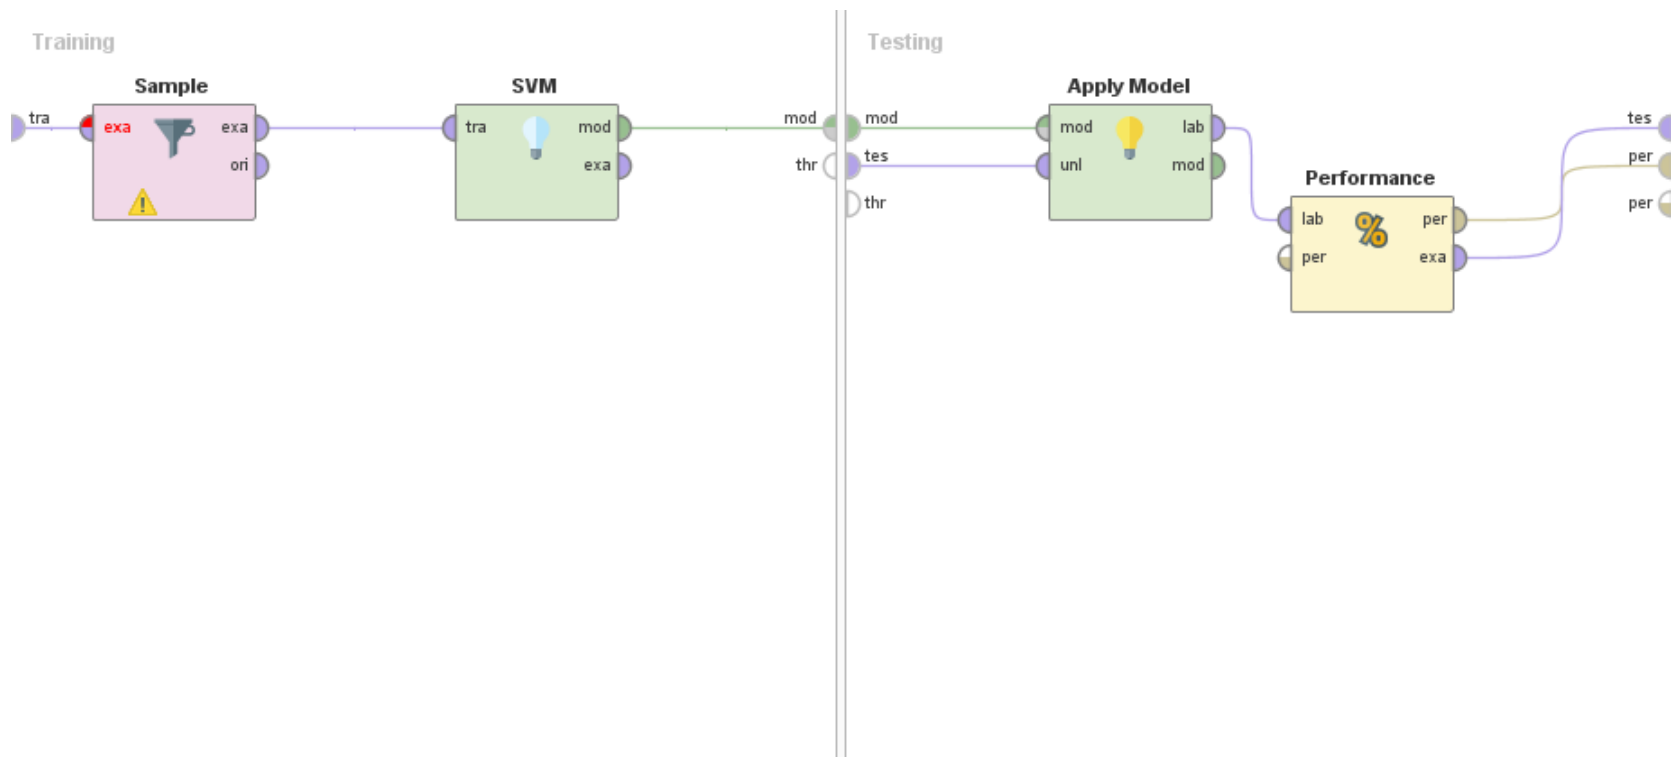 Training
Testing
Sample
SVM
Apply Model
tra
exa
exa
tra
mod
mod
mod
mod
lab
tes
ori
exa
thr
tes
unl
mod
per
Performance
thr
per
lab
per
per
exa
%